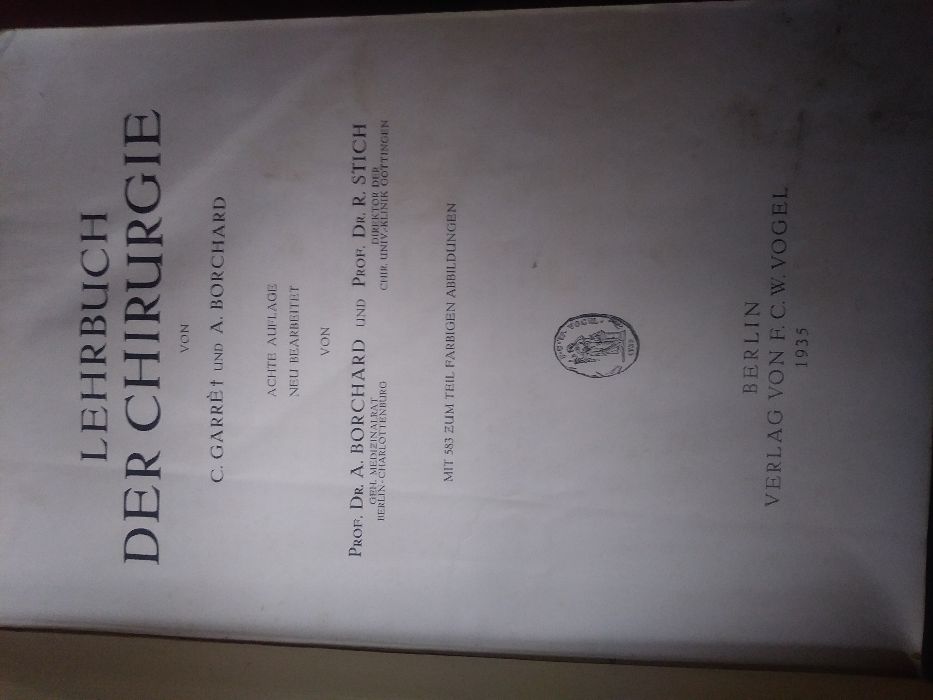 LEHRBUCH
DER CHIRURGIE
VON
C. GARRÈ† UND A. BORCHARD
ACHTE AUFLAGE
NEU BEARBEITET
VON
PROF. DR. A. BORCHARD UND PROF. DR. R. STICH
GEH. MEDIZINALRAT
BERLIN-CHARLOTTENBURG
DIREKTOR DER
CHIR. UNIV.-KLINIK GÖTTINGEN
MIT 583 ZUM TEIL FARBIGEN ABBILDUNGEN
BERLIN
VERLAG VON F. C. W. VOGEL
1935